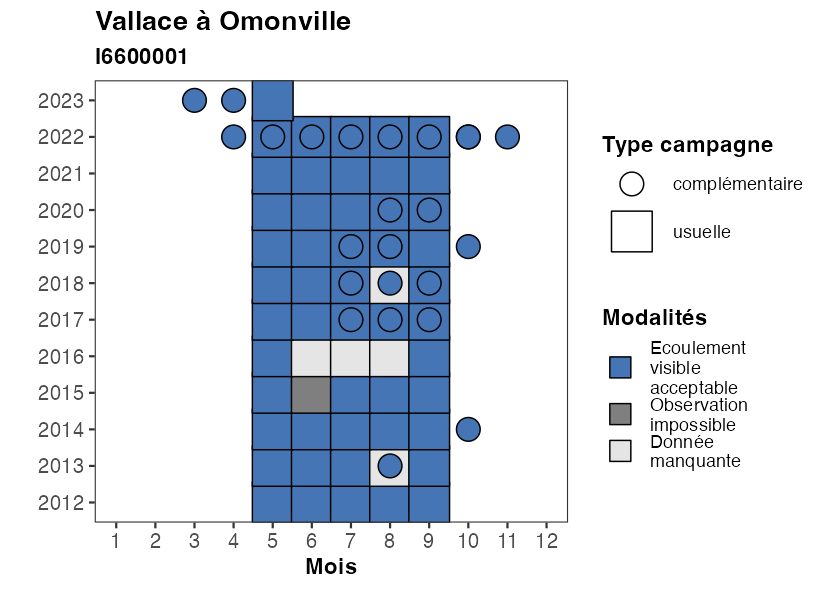 Vallace à Omonville
I6600001
2023
2022
2021
2020
2019
2018
2017
2016
2015
2014
2013
2012
1 2 3 4 5 6 7 8 9 10 11 12
Mois
Type campagne
complémentaire
usuelle
Modalités
Ecoulement
visible
acceptable
Observation
impossible
Donnée
manquante